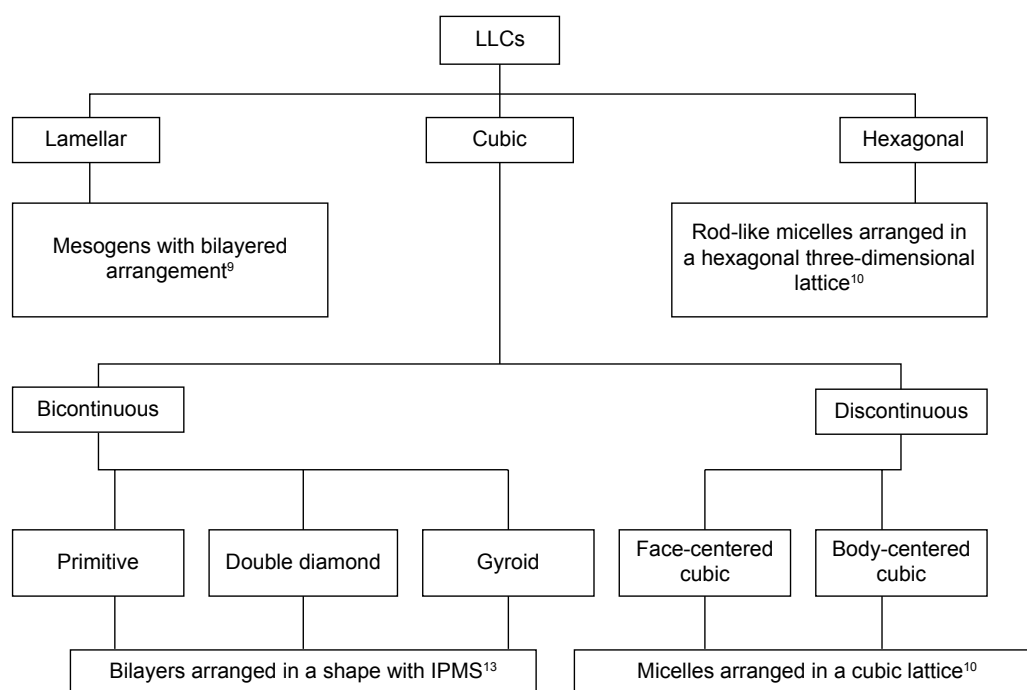 LLCs
Lamellar
Cubic
Hexagonal
Mesogens with bilayered
arrangement⁹
Rod-like micelles arranged in
a hexagonal three-dimensional
lattice¹⁰
Bicontinuous
Discontinuous
Primitive
Double diamond
Gyroid
Face-centered
cubic
Body-centered
cubic
Bilayers arranged in a shape with IPMS¹³
Micelles arranged in a cubic lattice¹⁰